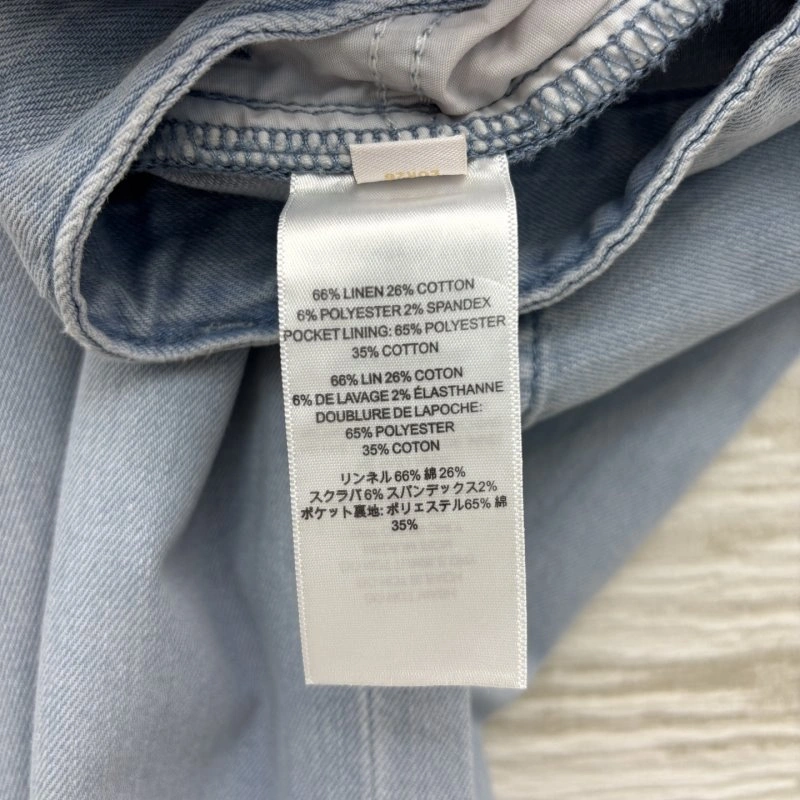 66% LINEN 26% COTTON
6% POLYESTER 2% SPANDEX
POCKET LINING: 65% POLYESTER
35% COTTON
66% LIN 26% COTON
6% DE LAVAGE 2% ÉLASTHANNE
DOUBLURE DE LAPOCHE:
65% POLYESTER
35% COTON
リンネル 66% 綿 26%
スクラバ 6% スパンデックス2%
ポケット裏地: ポリエステル65% 綿
35%